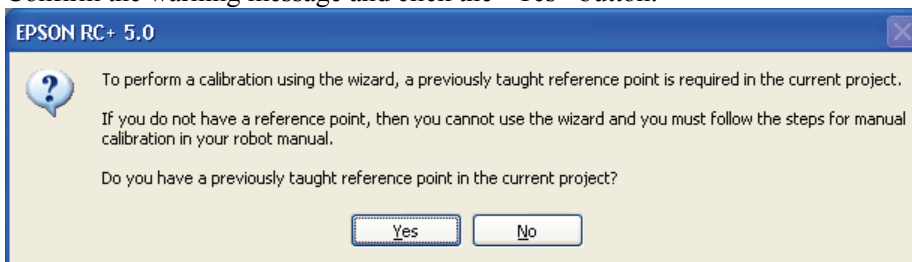 Confirm the warning message and click the "Yes" button.
EPSON RC+ 5.0
To perform a calibration using the wizard, a previously taught reference point is required in the current project.
If you do not have a reference point, then you cannot use the wizard and you must follow the steps for manual
calibration in your robot manual.
Do you have a previously taught reference point in the current project?
Yes
No